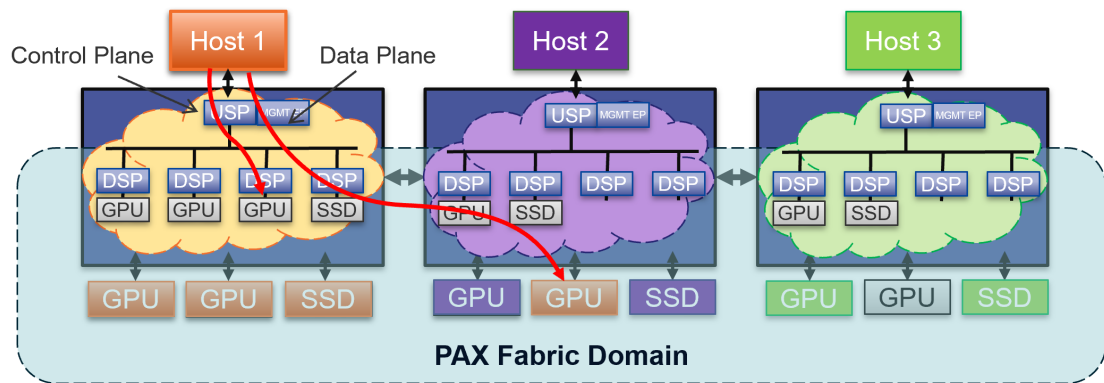 Host 1
Host 2
Host 3
Control Plane
Data Plane
USP
MGMT EP
USP
MGMT EP
USP
MGMT EP
DSP
DSP
DSP
DSP
GPU
GPU
GPU
SSD
DSP
DSP
DSP
DSP
GPU
SSD
DSP
DSP
DSP
DSP
GPU
SSD
GPU
GPU
SSD
GPU
GPU
SSD
GPU
GPU
SSD
PAX Fabric Domain